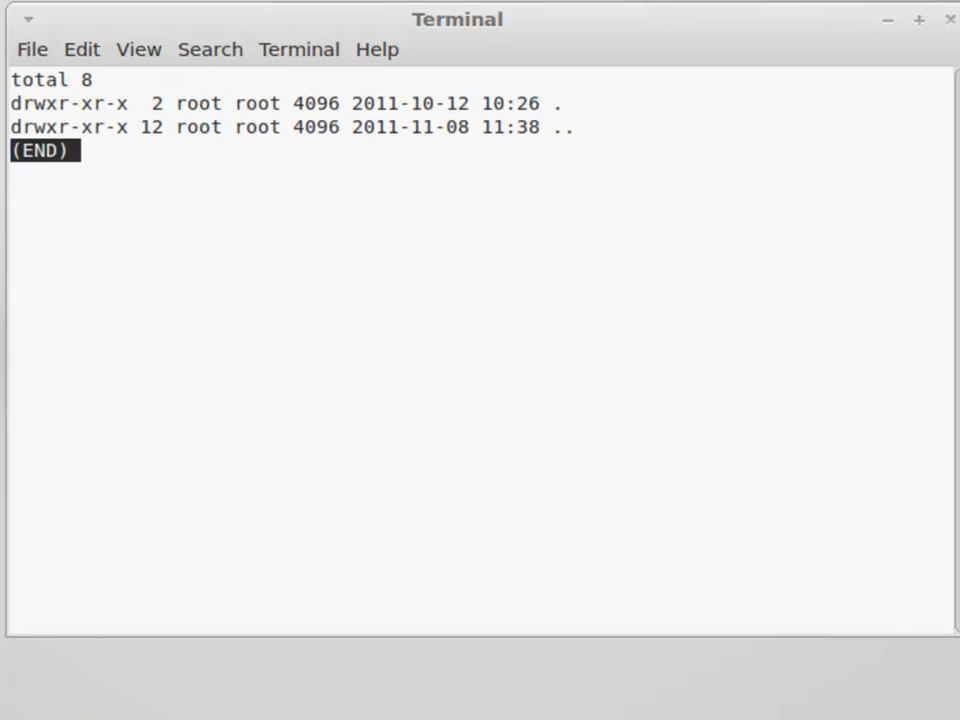 Terminal
File Edit View Search Terminal Help
total 8
drwxr-xr-x  2 root root 4096 2011-10-12 10:26 .
drwxr-xr-x 12 root root 4096 2011-11-08 11:38 ..
(END)